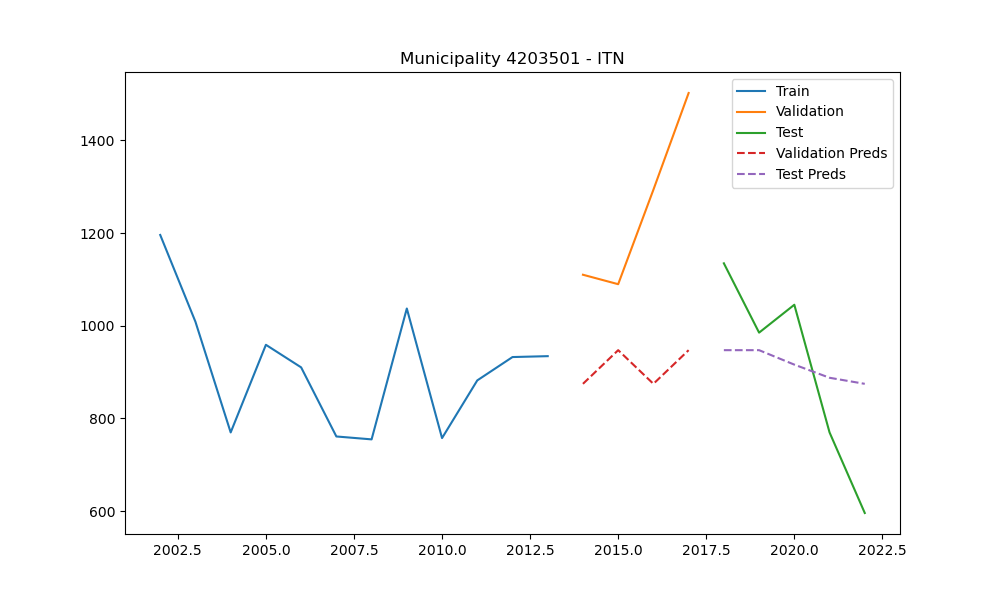 Municipality 4203501 - ITN
Train
Validation
Test
Validation Preds
Test Preds
1400
1200
1000
800
600
2002.5 2005.0 2007.5 2010.0 2012.5 2015.0 2017.5 2020.0 2022.5